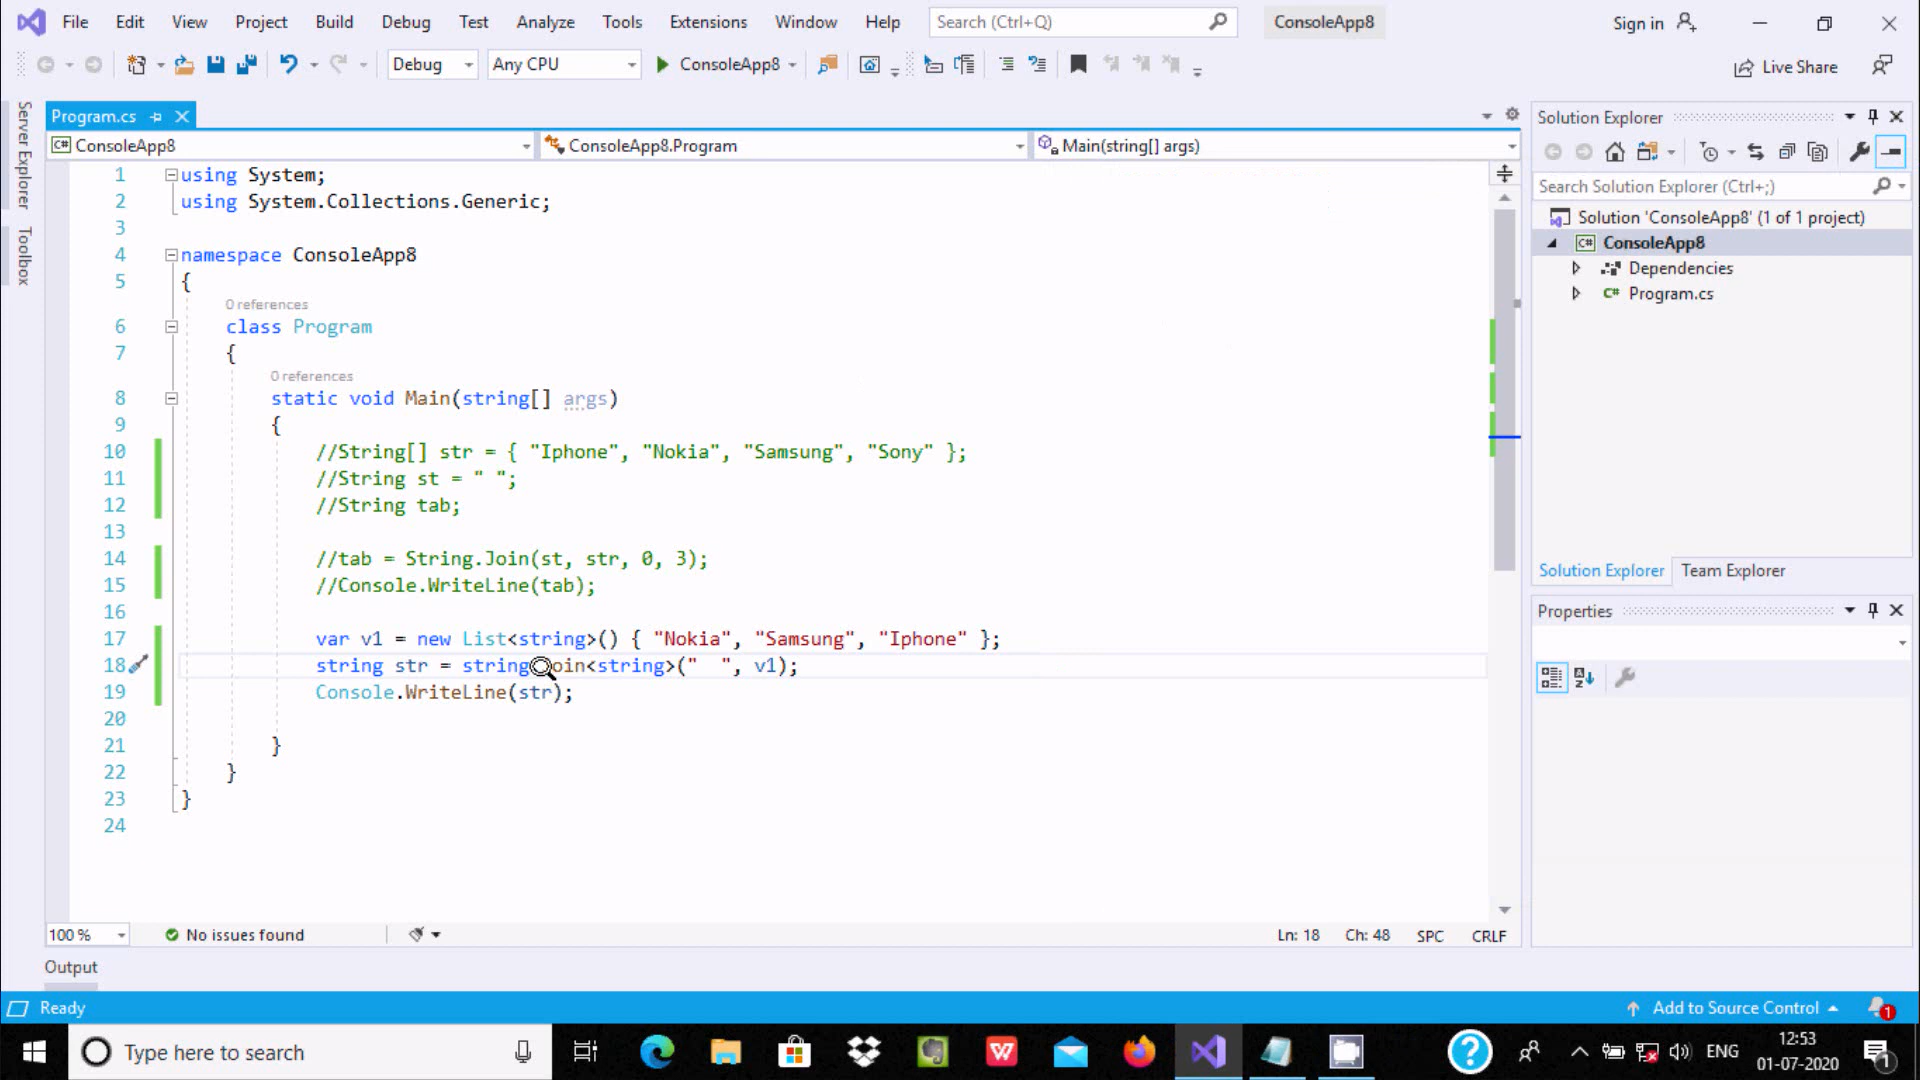 File Edit View Project Build Debug Test Analyze Tools Extensions Window Help Search (Ctrl+Q) ConsoleApp8 Sign in
Debug Any CPU ConsoleApp8 Live Share
Server Explorer
Toolbox
Program.cs
ConsoleApp8 ConsoleApp8.Program Main(string[] args)
1 using System;
2 using System.Collections.Generic;
3
4 namespace ConsoleApp8
5 {
0 references
6 class Program
7 {
0 references
8 static void Main(string[] args)
9 {
10 //String[] str = { "Iphone", "Nokia", "Samsung", "Sony" };
11 //String st = " ";
12 //String tab;
13
14 //tab = String.Join(st, str, 0, 3);
15 //Console.WriteLine(tab);
16
17 var v1 = new List<string>() { "Nokia", "Samsung", "Iphone" };
18 string str = string.Join<string>("  ", v1);
19 Console.WriteLine(str);
20
21 }
22 }
23 }
24
100 % No issues found Ln: 18 Ch: 48 SPC CRLF
Output
Solution Explorer
Search Solution Explorer (Ctrl+;)
Solution 'ConsoleApp8' (1 of 1 project)
C# ConsoleApp8
Dependencies
C# Program.cs
Solution Explorer Team Explorer
Properties
Ready Add to Source Control 1
Type here to search ENG 12:53
01-07-2020
1